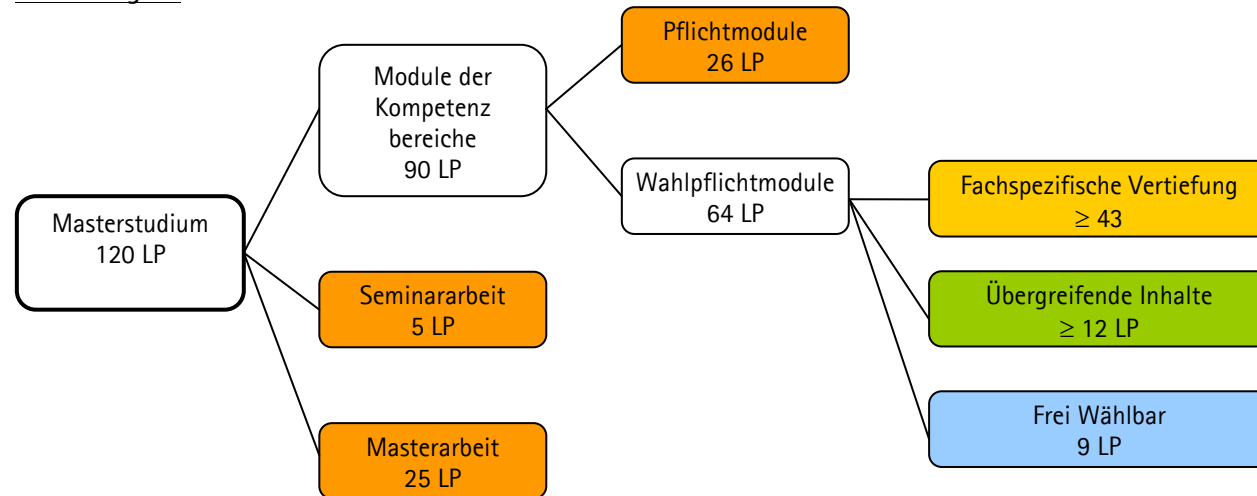 Masterstudium
120 LP
Module der
Kompetenz
bereiche
90 LP
Seminararbeit
5 LP
Masterarbeit
25 LP
Pflichtmodule
26 LP
Wahlpflichtmodule
64 LP
Fachspezifische Vertiefung
≥ 43
Übergreifende Inhalte
≥ 12 LP
Frei Wählbar
9 LP